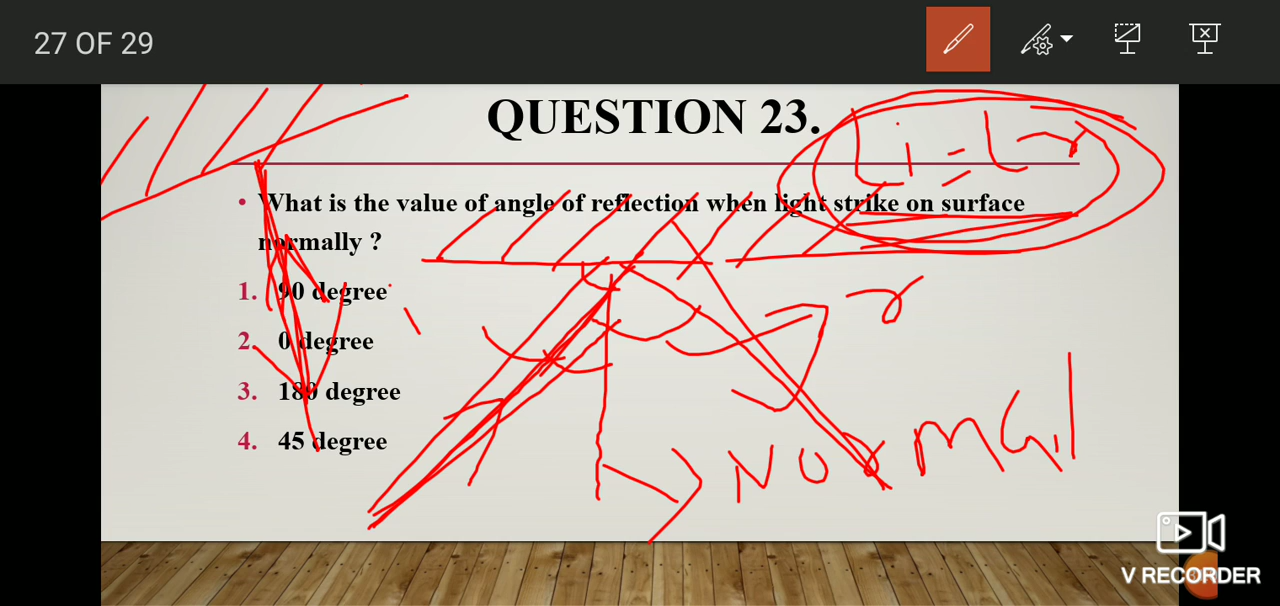 27 OF 29
QUESTION 23.
∠i = ∠r
• What is the value of angle of reflection when light strike on surface
normally ?
1. 90 degree
2. 0 degree
3. 180 degree
4. 45 degree
i
r
Normal
V RECORDER